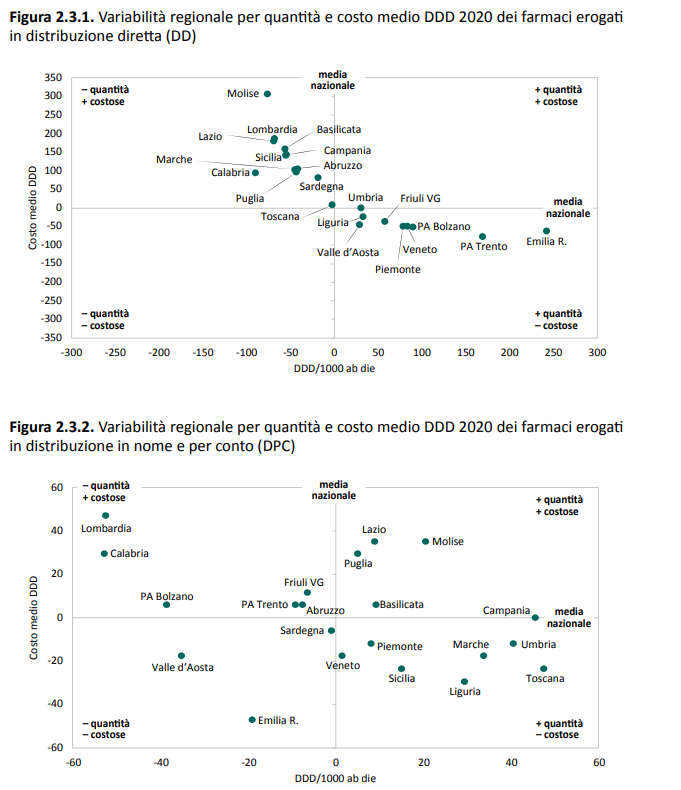 Figura 2.3.1. Variabilità regionale per quantità e costo medio DDD 2020 dei farmaci erogati
in distribuzione diretta (DD)
Costo medio DDD
350
300
250
200
150
100
50
0
-50
-100
-150
-200
-250
-300
-350
– quantità
+ costose
media
nazionale
+ quantità
+ costose
Molise
Lombardia
Basilicata
Lazio
Sicilia
Campania
Marche
Abruzzo
Calabria
Sardegna
Puglia
Umbria
Friuli VG
media
nazionale
Toscana
Liguria
PA Bolzano
Valle d'Aosta
Veneto
PA Trento
Emilia R.
Piemonte
– quantità
– costose
+ quantità
– costose
-300 -250 -200 -150 -100 -50 0 50 100 150 200 250 300
DDD/1000 ab die
Figura 2.3.2. Variabilità regionale per quantità e costo medio DDD 2020 dei farmaci erogati
in distribuzione in nome e per conto (DPC)
Costo medio DDD
60
40
20
0
-20
-40
-60
– quantità
+ costose
media
nazionale
+ quantità
+ costose
Lombardia
Lazio
Molise
Calabria
Puglia
Friuli VG
PA Bolzano
PA Trento
Abruzzo
Basilicata
Campania
media
nazionale
Sardegna
Piemonte
Marche
Umbria
Valle d'Aosta
Veneto
Sicilia
Toscana
Liguria
Emilia R.
– quantità
– costose
+ quantità
– costose
-60 -40 -20 0 20 40 60
DDD/1000 ab die